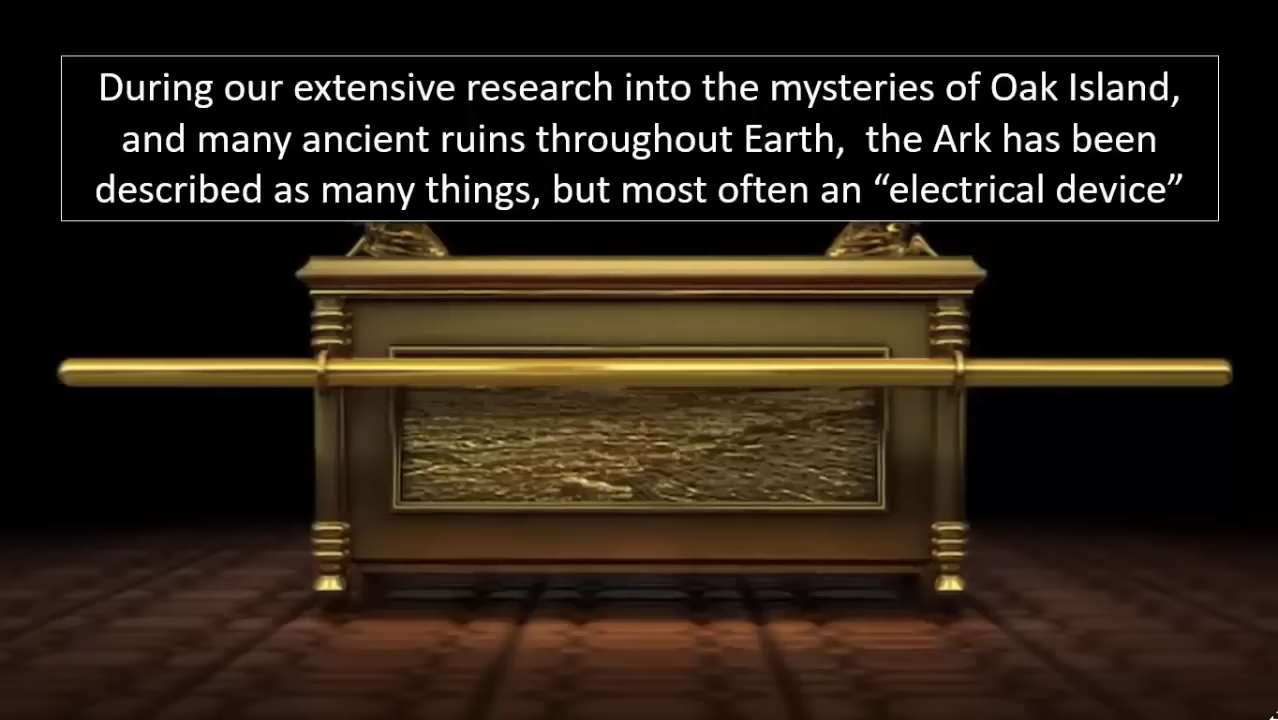 During our extensive research into the mysteries of Oak Island,
and many ancient ruins throughout Earth,  the Ark has been
described as many things, but most often an “electrical device”